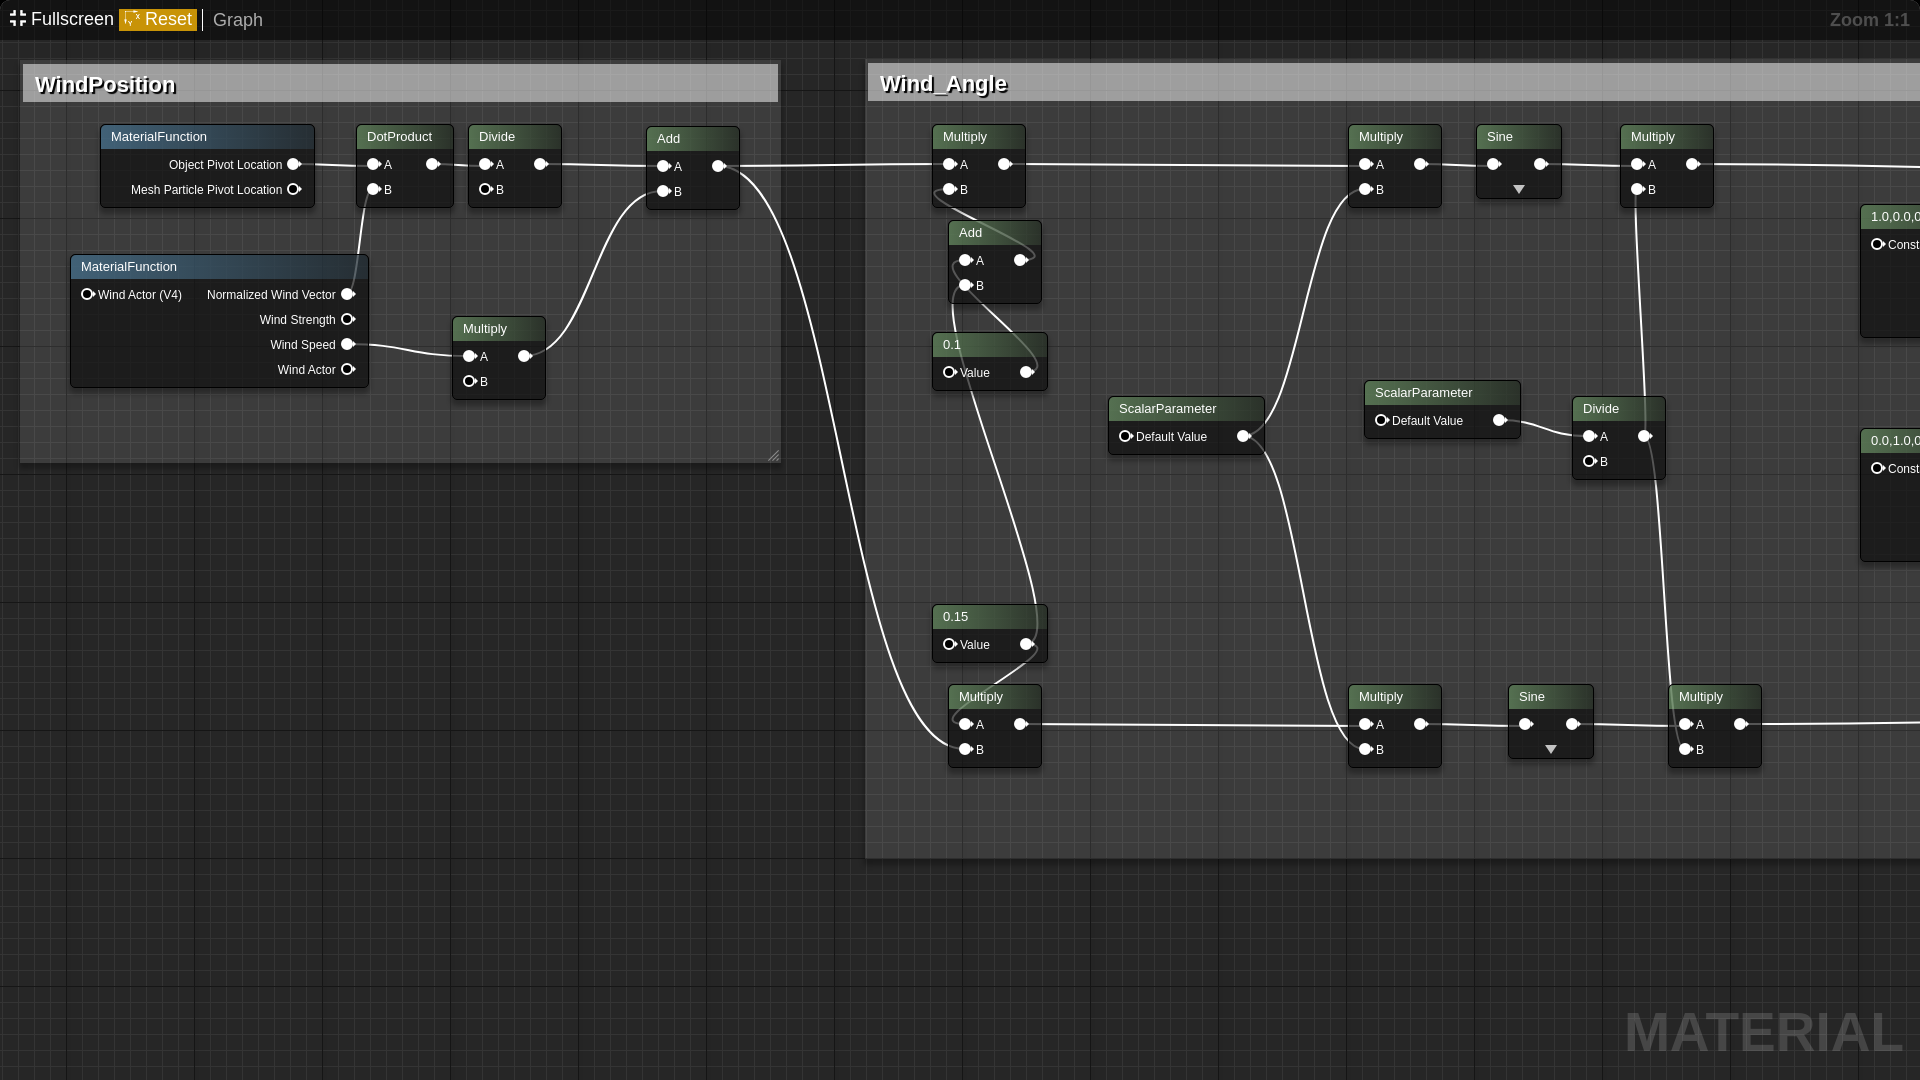 Fullscreen Reset Graph
Zoom 1:1
WindPosition
MaterialFunction
Object Pivot Location
Mesh Particle Pivot Location
DotProduct
A
B
Divide
A
B
Add
A
B
MaterialFunction
Wind Actor (V4) Normalized Wind Vector
Wind Strength
Wind Speed
Wind Actor
Multiply
A
B
Wind_Angle
Multiply
A
B
Add
A
B
0.1
Value
ScalarParameter
Default Value
0.15
Value
Multiply
A
B
Multiply
A
B
Sine
Multiply
A
B
ScalarParameter
Default Value
Divide
A
B
Multiply
A
B
Sine
Multiply
A
B
1.0,0.0,0
Const
0.0,1.0,0
Const
MATERIAL